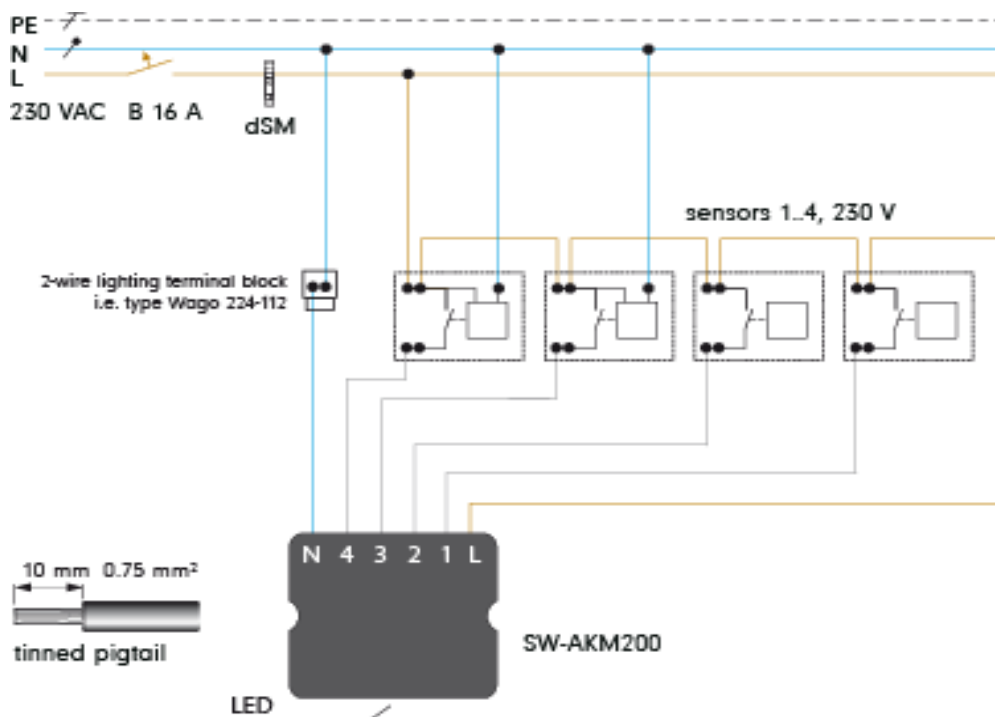 PE
N
L
230 VAC B 16 A
dSM
sensors 1..4, 230 V
2-wire lighting terminal block
i.e. type Wago 224-112
N 4 3 2 1 L
10 mm 0.75 mm²
tinned pigtail
SW-AKM200
LED